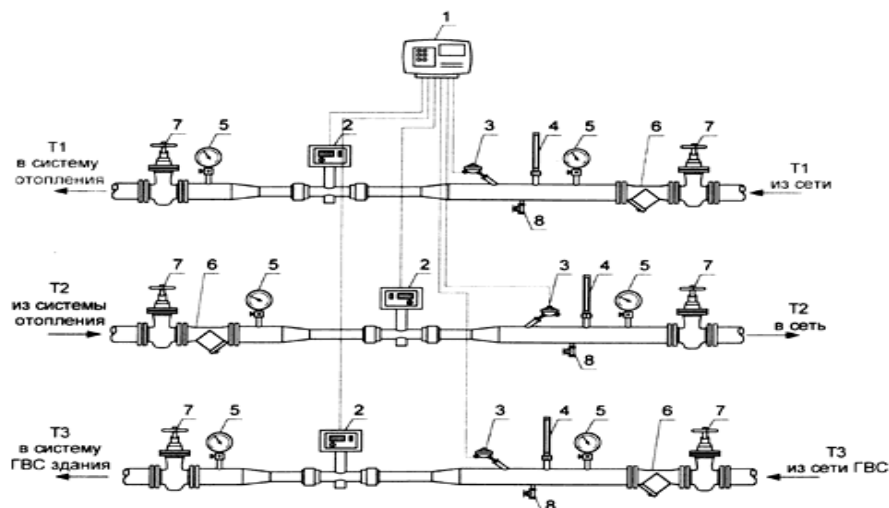 1
7 5 2 3 4 5 6 7
Т1
в систему
отопления
Т1
из сети
8
7 6 5 2 3 4 5 7
Т2
из системы
отопления
Т2
в сеть
8
7 5 2 3 4 5 6 7
Т3
в систему
ГВС здания
Т3
из сети ГВС
8